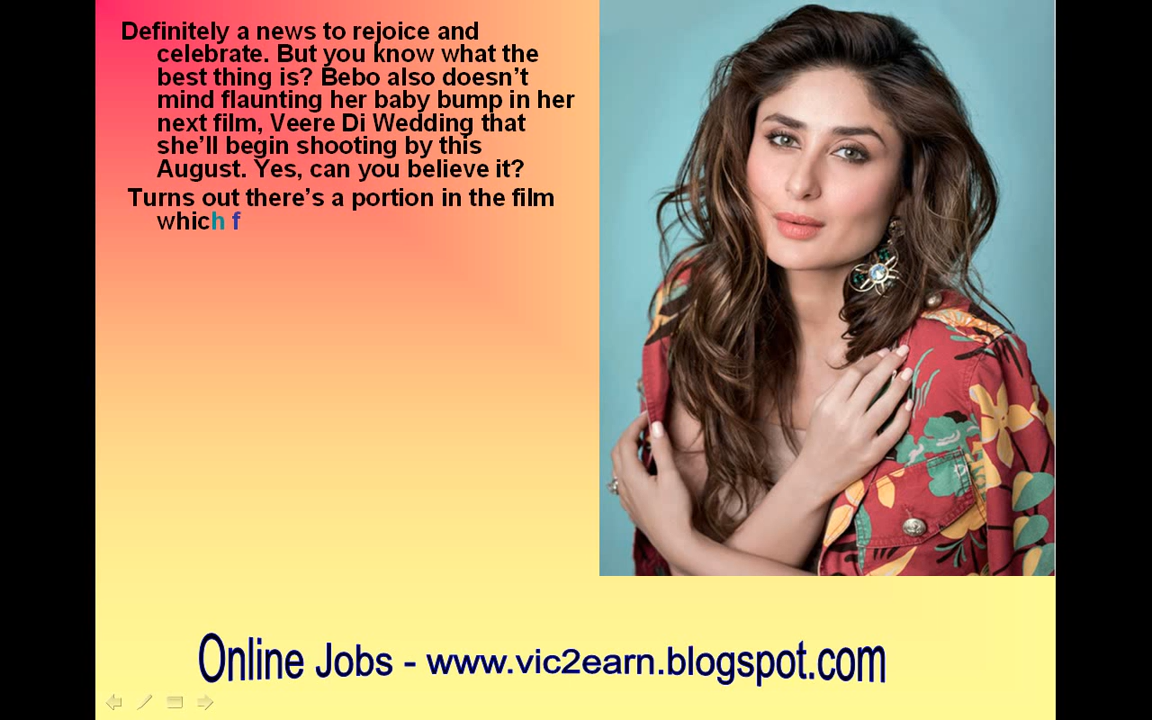 Definitely a news to rejoice and
celebrate. But you know what the
best thing is? Bebo also doesn’t
mind flaunting her baby bump in her
next film, Veere Di Wedding that
she’ll begin shooting by this
August. Yes, can you believe it?
Turns out there’s a portion in the film
which f
Online Jobs - www.vic2earn.blogspot.com